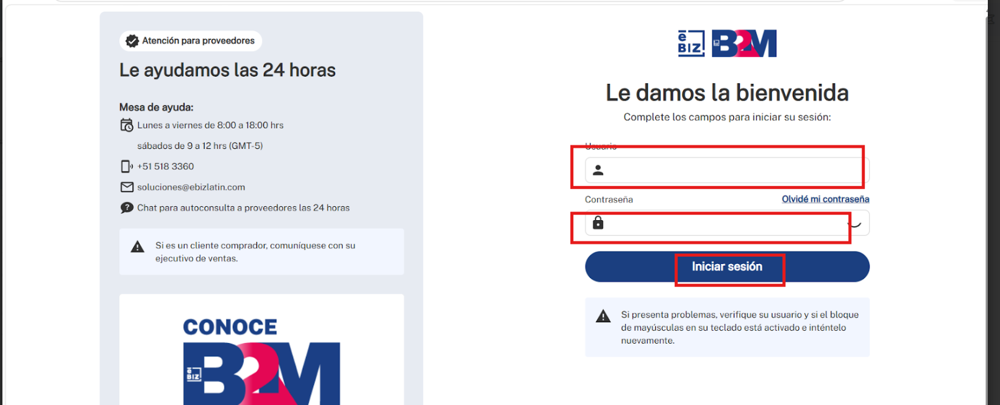 Atención para proveedores
Le ayudamos las 24 horas
Mesa de ayuda:
Lunes a viernes de 8:00 a 18:00 hrs
sábados de 9 a 12 hrs (GMT-5)
+51 518 3360
soluciones@ebizlatin.com
Chat para autoconsulta a proveedores las 24 horas
Si es un cliente comprador, comuníquese con su
ejecutivo de ventas.
CONOCE
ēBIZ B2M
ēBIZ B2M
Le damos la bienvenida
Complete los campos para iniciar su sesión:
Usuario
Contraseña Olvidé mi contraseña
Iniciar sesión
Si presenta problemas, verifique su usuario y si el bloque
de mayúsculas en su teclado está activado e inténtelo
nuevamente.